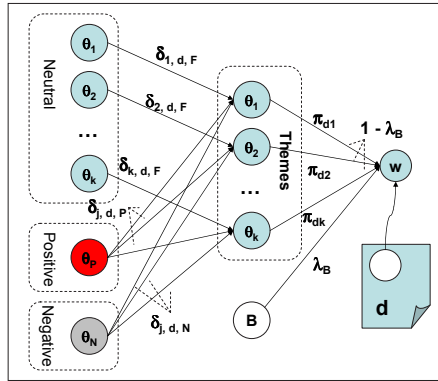 Neutral
θ1
θ2
...
θk
Positive
θP
Negative
θN
δ1, d, F
δ2, d, F
δk, d, F
δj, d, P
δj, d, N
Themes
θ1
θ2
...
θk
B
πd1
πd2
πdk
1 - λB
λB
w
d